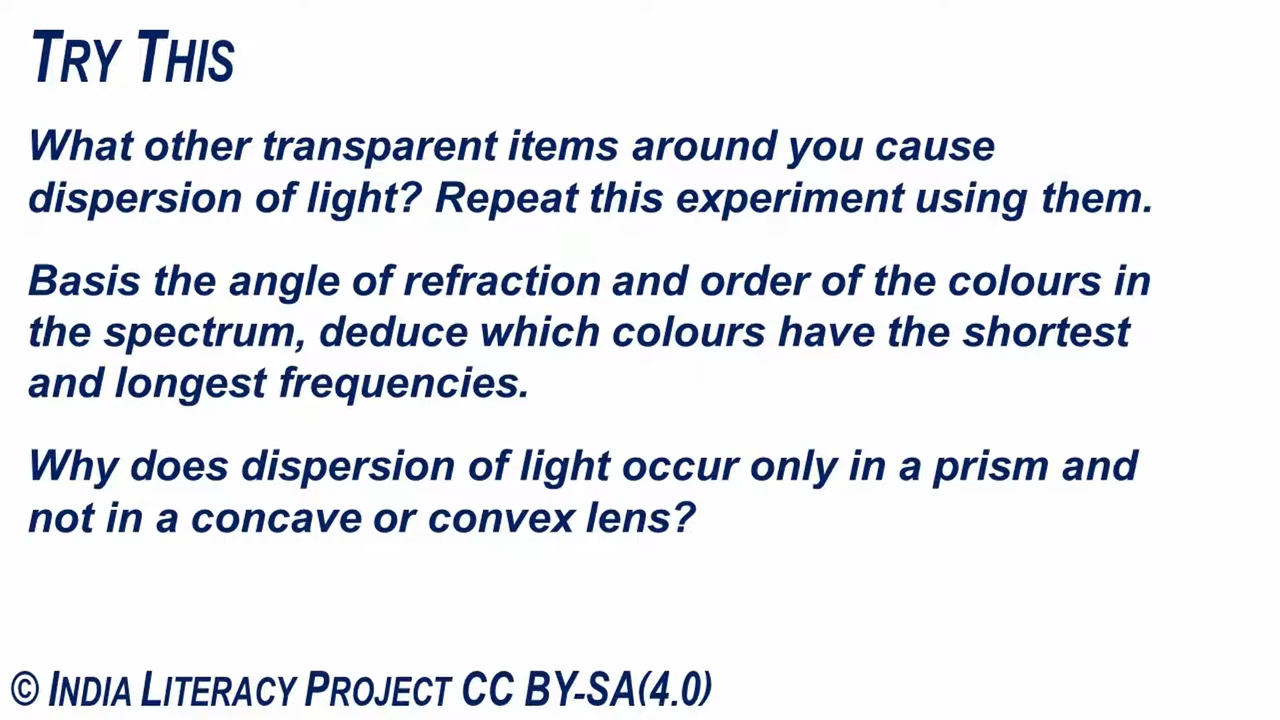 TRY THIS
What other transparent items around you cause
dispersion of light? Repeat this experiment using them.
Basis the angle of refraction and order of the colours in
the spectrum, deduce which colours have the shortest
and longest frequencies.
Why does dispersion of light occur only in a prism and
not in a concave or convex lens?
© INDIA LITERACY PROJECT CC BY-SA(4.0)